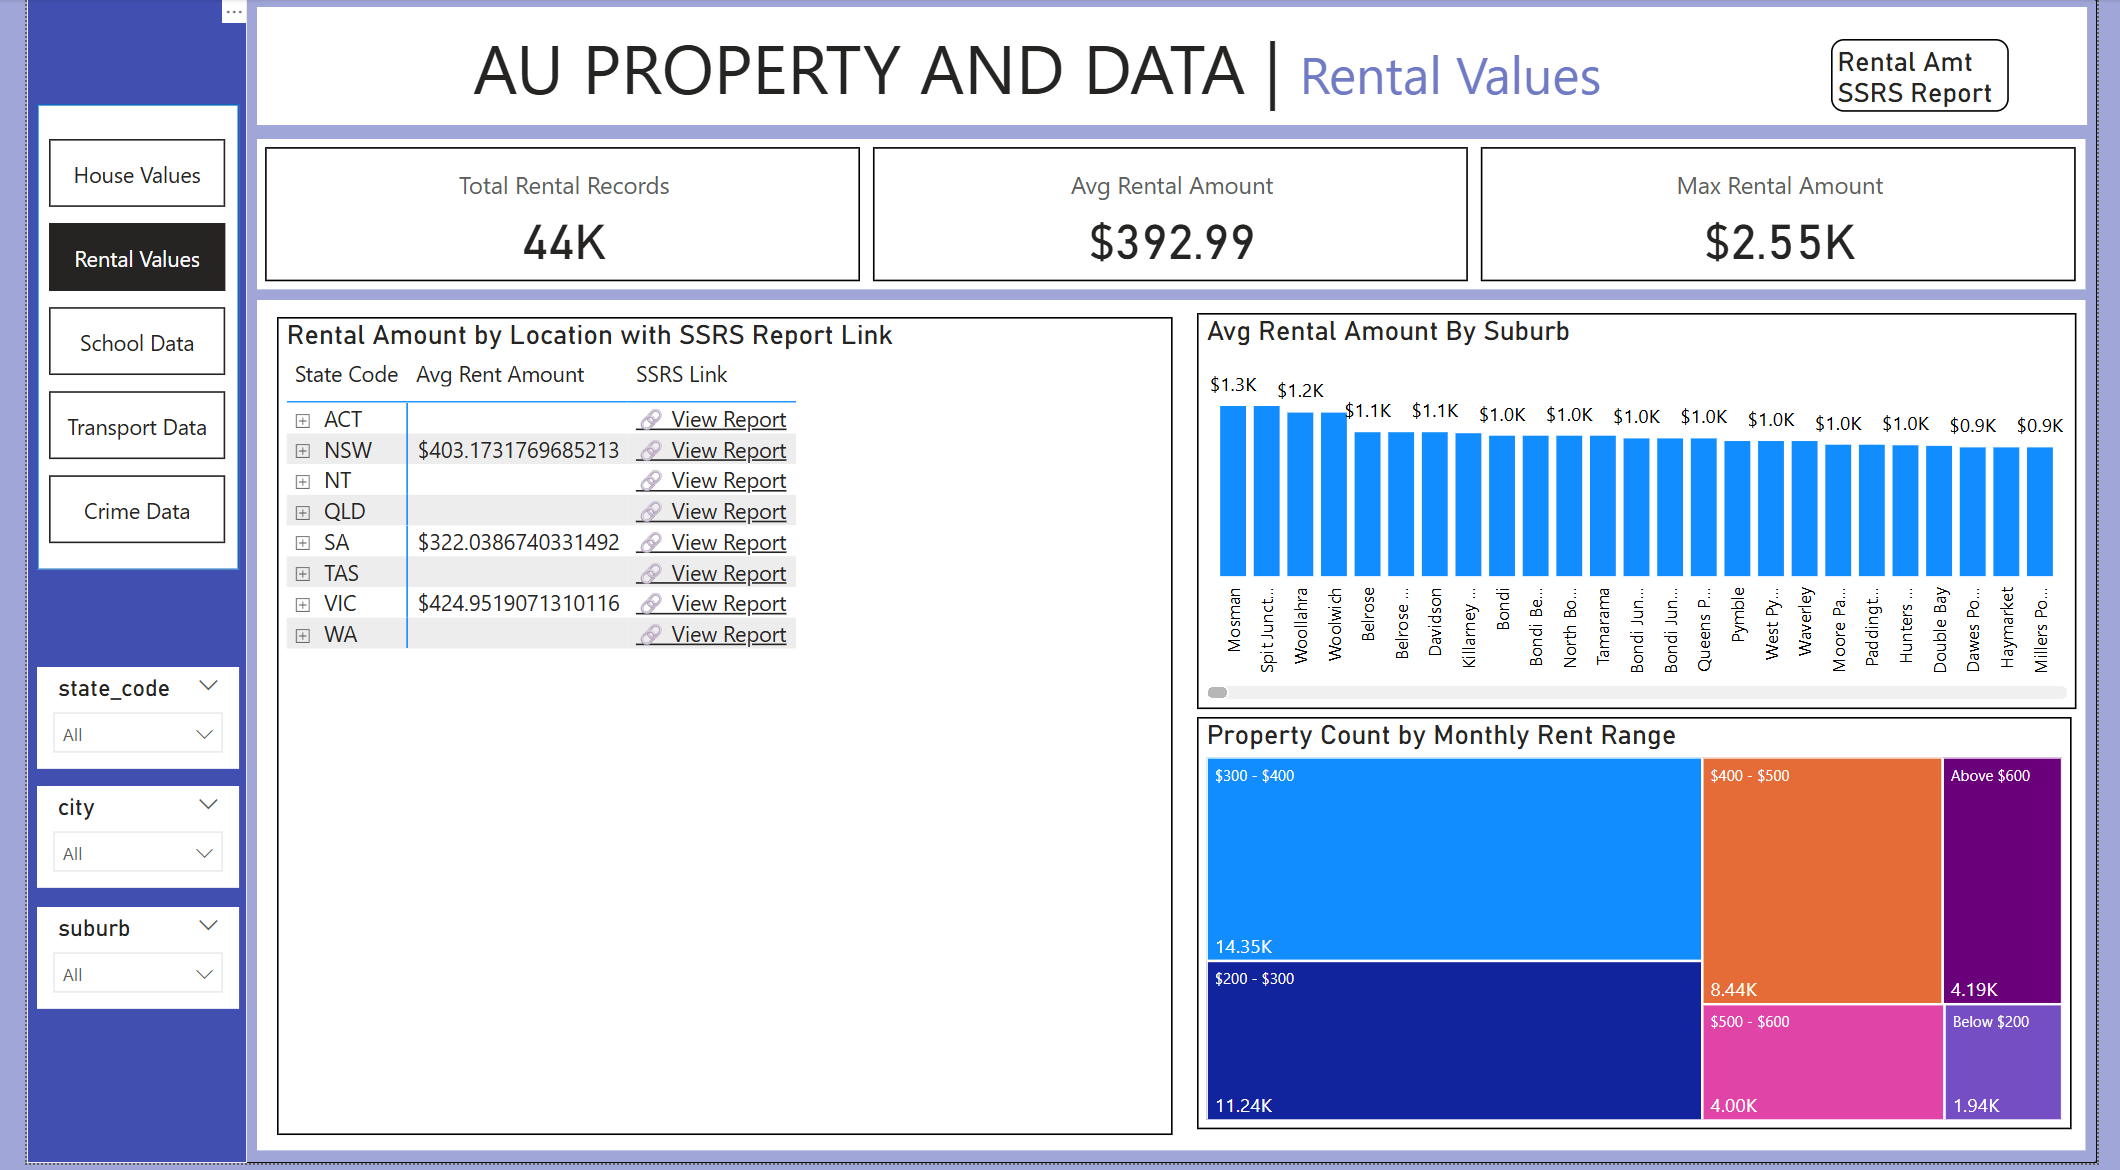 ...
AU PROPERTY AND DATA | Rental Values
Rental Amt
SSRS Report
House Values
Rental Values
School Data
Transport Data
Crime Data
state_code
All
city
All
suburb
All
Total Rental Records
44K
Avg Rental Amount
$392.99
Max Rental Amount
$2.55K
Rental Amount by Location with SSRS Report Link
State Code Avg Rent Amount SSRS Link
ACT View Report
NSW $403.1731769685213 View Report
NT View Report
QLD View Report
SA $322.0386740331492 View Report
TAS View Report
VIC $424.9519071310116 View Report
WA View Report
Avg Rental Amount By Suburb
$1.3K $1.2K $1.1K $1.1K $1.0K $1.0K $1.0K $1.0K $1.0K $1.0K $1.0K $0.9K $0.9K
Mosman
Spit Junct...
Woollahra
Woolwich
Belrose
Belrose ...
Davidson
Killarney ...
Bondi
Bondi Be...
North Bo...
Tamarama
Bondi Jun...
Bondi Jun...
Queens P...
Pymble
West Py...
Waverley
Moore Pa...
Paddingt...
Hunters ...
Double Bay
Dawes Po...
Haymarket
Millers Po...
Property Count by Monthly Rent Range
$300 - $400
14.35K
$200 - $300
11.24K
$400 - $500
8.44K
Above $600
4.19K
$500 - $600
4.00K
Below $200
1.94K